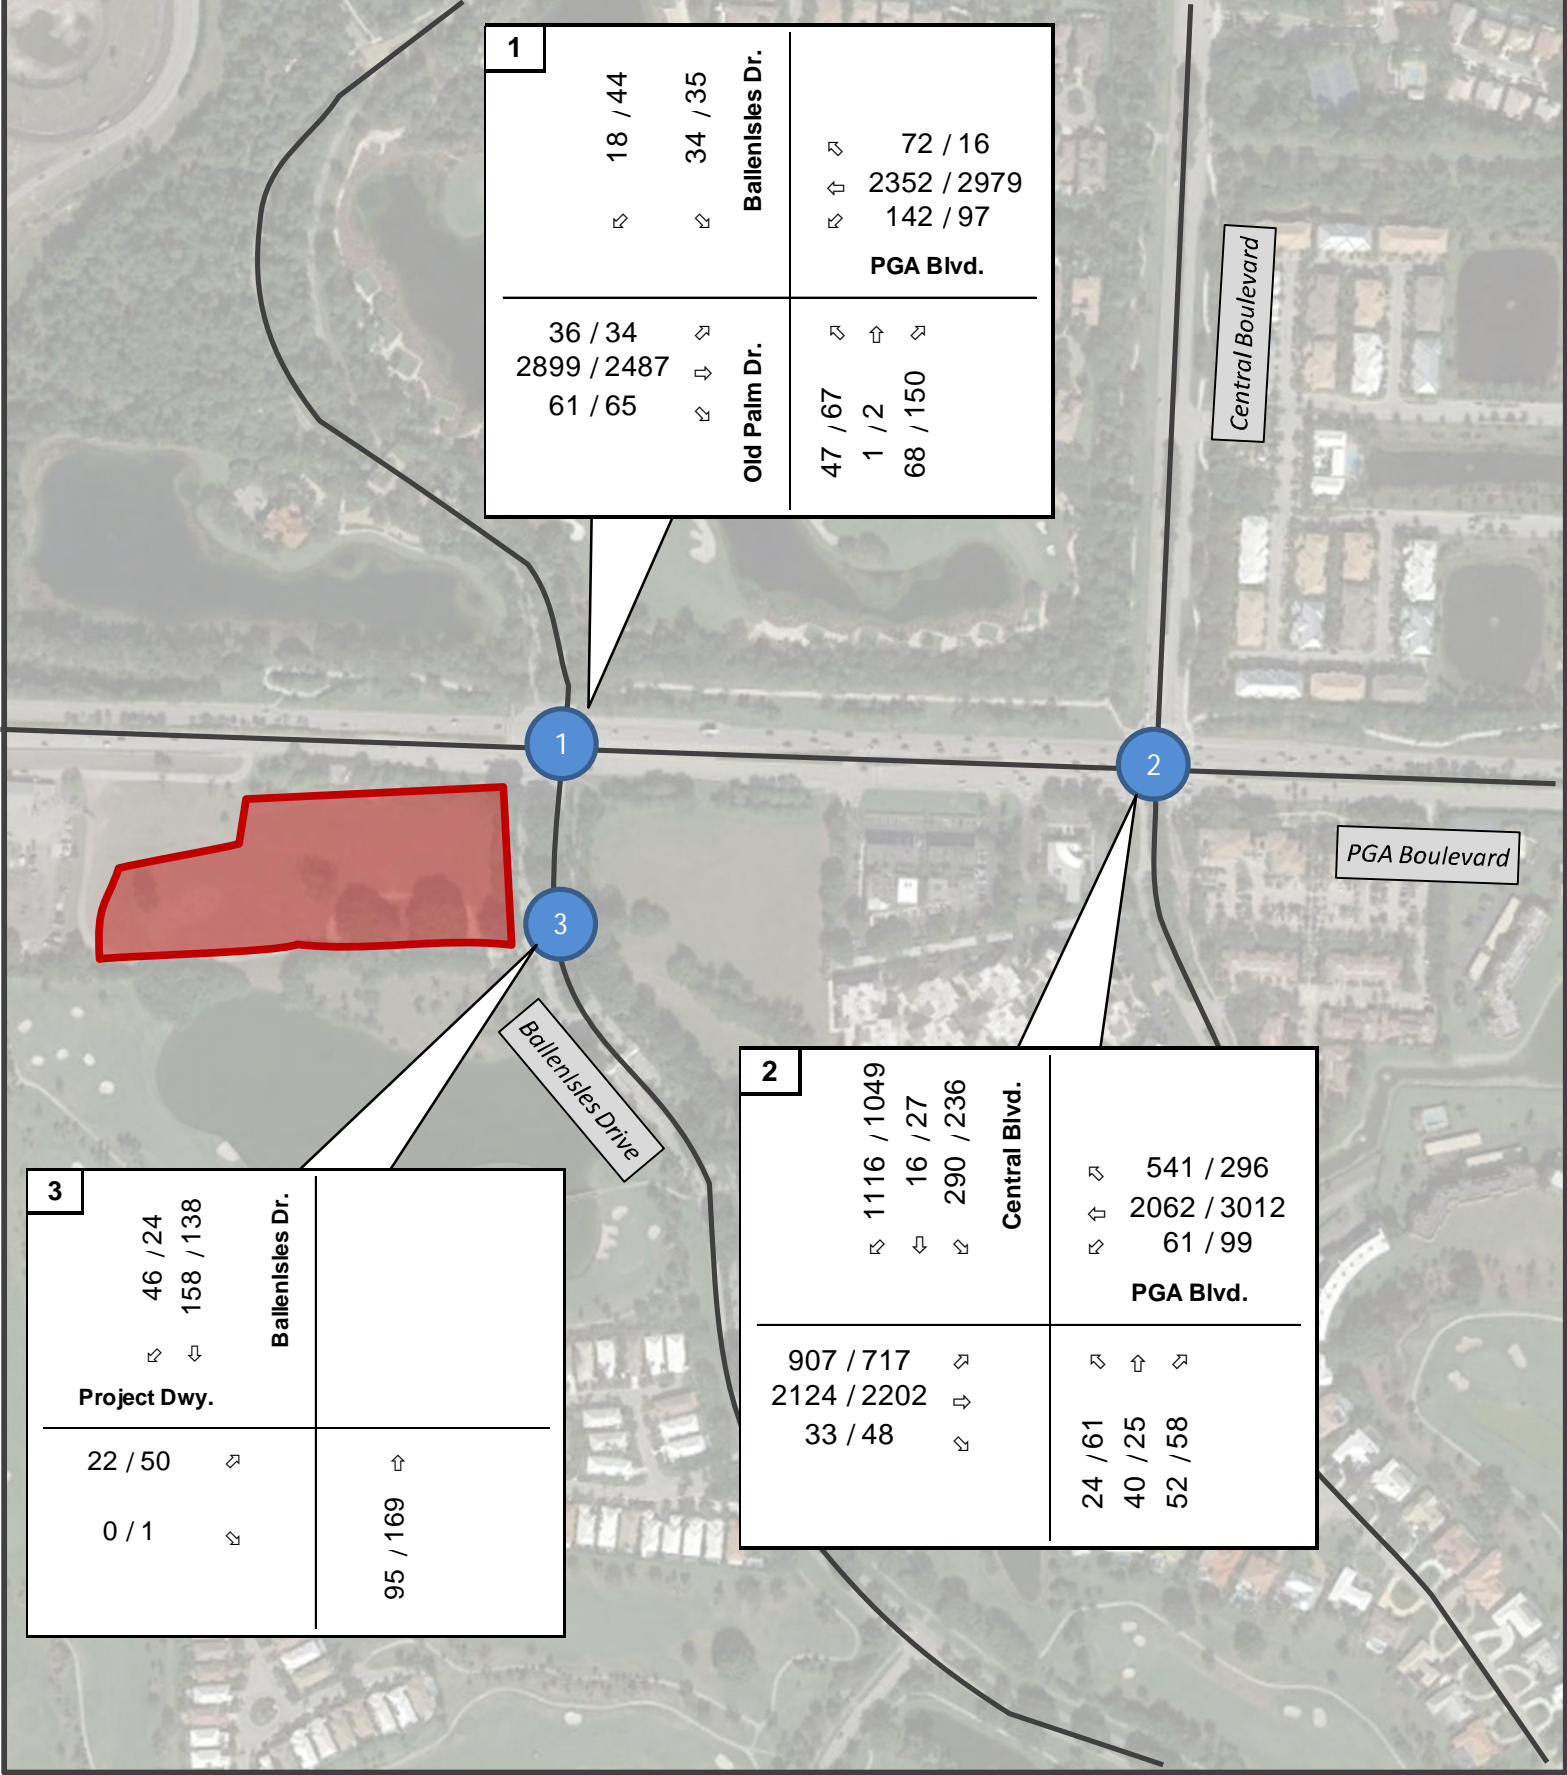 1
18 / 44
34 / 35
BallenIsles Dr.
72 / 16
2352 / 2979
142 / 97
PGA Blvd.
36 / 34
2899 / 2487
61 / 65
Old Palm Dr.
47 / 67
1 / 2
68 / 150
Central Boulevard
1
2
PGA Boulevard
3
BallenIsles Drive
2
1116 / 1049
16 / 27
290 / 236
Central Blvd.
541 / 296
2062 / 3012
61 / 99
PGA Blvd.
907 / 717
2124 / 2202
33 / 48
24 / 61
40 / 25
52 / 58
3
46 / 24
158 / 138
BallenIsles Dr.
Project Dwy.
22 / 50
0 / 1
95 / 169